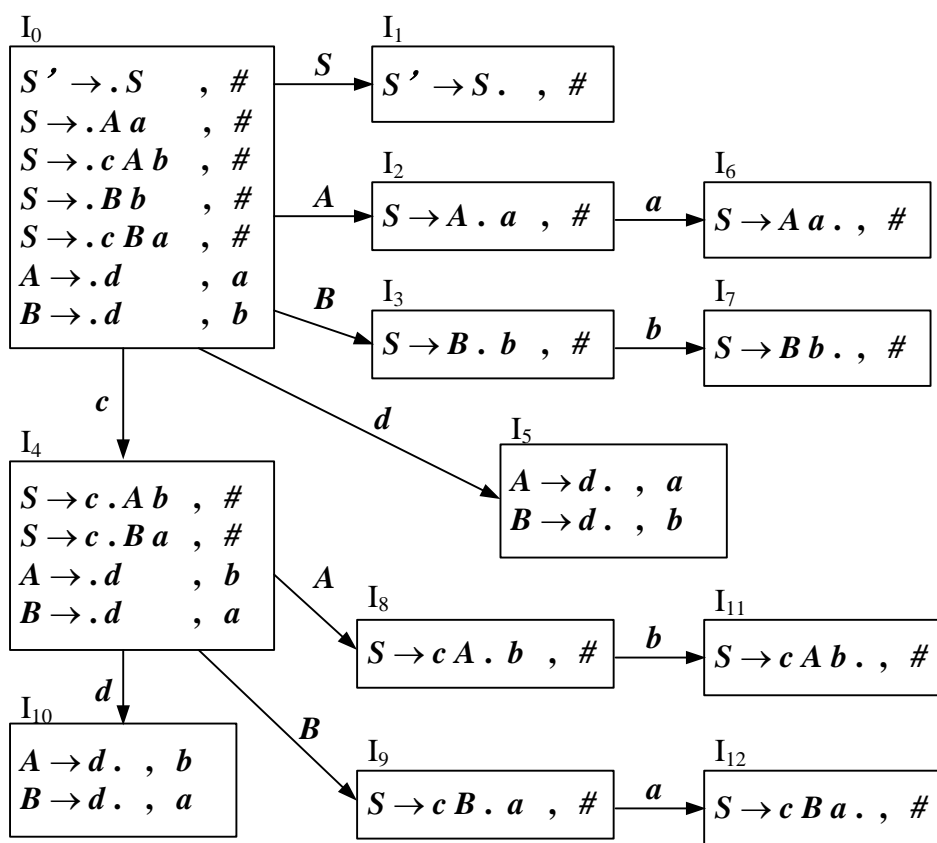 I₀
S' → . S , #
S → . A a , #
S → . c A b , #
S → . B b , #
S → . c B a , #
A → . d , a
B → . d , b
S
I₁
S' → S . , #
A
I₂
S → A . a , #
a
I₆
S → A a . , #
B
I₃
S → B . b , #
b
I₇
S → B b . , #
c
d
I₅
A → d . , a
B → d . , b
I₄
S → c . A b , #
S → c . B a , #
A → . d , b
B → . d , a
A
I₈
S → c A . b , #
b
I₁₁
S → c A b . , #
d
I₁₀
A → d . , b
B → d . , a
B
I₉
S → c B . a , #
a
I₁₂
S → c B a . , #